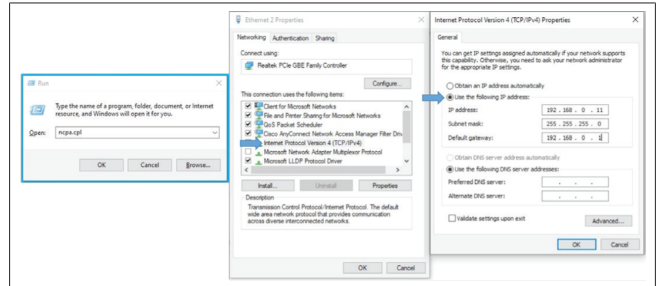 Run
Type the name of a program, folder, document, or Internet
resource, and Windows will open it for you.
Open:
ncpa.cpl
OK
Cancel
Browse...
Ethernet 2 Properties
Networking
Authentication
Sharing
Connect using:
Realtek PCIe GBE Family Controller
Configure...
This connection uses the following items:
Client for Microsoft Networks
File and Printer Sharing for Microsoft Networks
QoS Packet Scheduler
Cisco AnyConnect Network Access Manager Filter Driv
Internet Protocol Version 4 (TCP/IPv4)
Microsoft Network Adapter Multiplexor Protocol
Microsoft LLDP Protocol Driver
Install...
Uninstall
Properties
Description
Transmission Control Protocol/Internet Protocol. The default
wide area network protocol that provides communication
across diverse interconnected networks.
OK
Cancel
Internet Protocol Version 4 (TCP/IPv4) Properties
General
You can get IP settings assigned automatically if your network supports
this capability. Otherwise, you need to ask your network administrator
for the appropriate IP settings.
Obtain an IP address automatically
Use the following IP address:
IP address:
192 . 168 . 0 . 11
Subnet mask:
255 . 255 . 255 . 0
Default gateway:
192 . 168 . 0 . 1
Obtain DNS server address automatically
Use the following DNS server addresses:
Preferred DNS server:
Alternate DNS server:
Validate settings upon exit
Advanced...
OK
Cancel